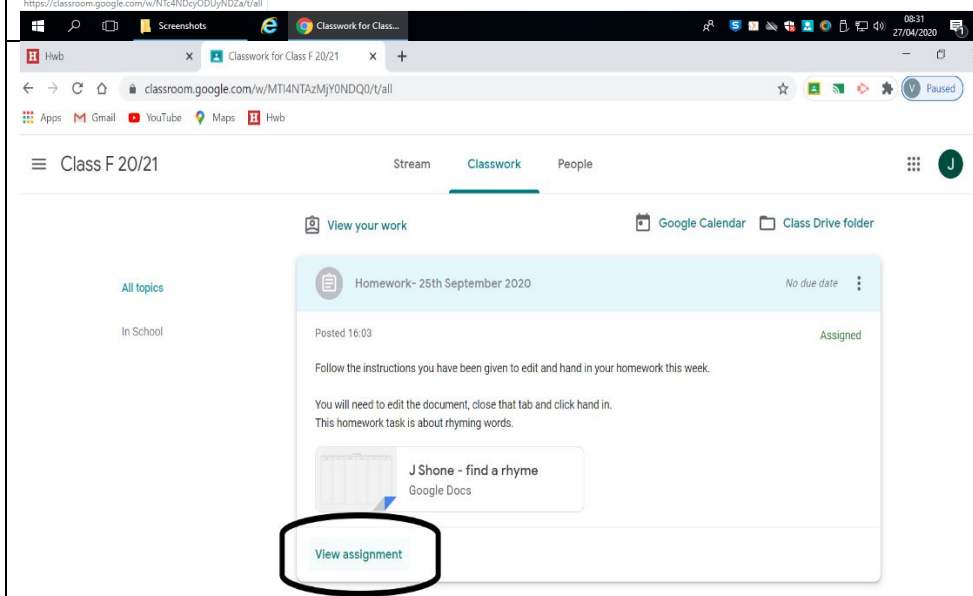 https://classroom.google.com/w/NTc4NDcyODUyNDZa/t/all
Screenshots
Classwork for Class...
08:31
27/04/2020
Hwb
Classwork for Class F 20/21
classroom.google.com/w/MTI4NTAzMjY0NDQ0/t/all
V Paused
Apps Gmail YouTube Maps Hwb
Class F 20/21
Stream Classwork People
J
View your work
Google Calendar Class Drive folder
All topics
In School
Homework- 25th September 2020
No due date
Posted 16:03
Assigned
Follow the instructions you have been given to edit and hand in your homework this week.
You will need to edit the document, close that tab and click hand in.
This homework task is about rhyming words.
J Shone - find a rhyme
Google Docs
View assignment